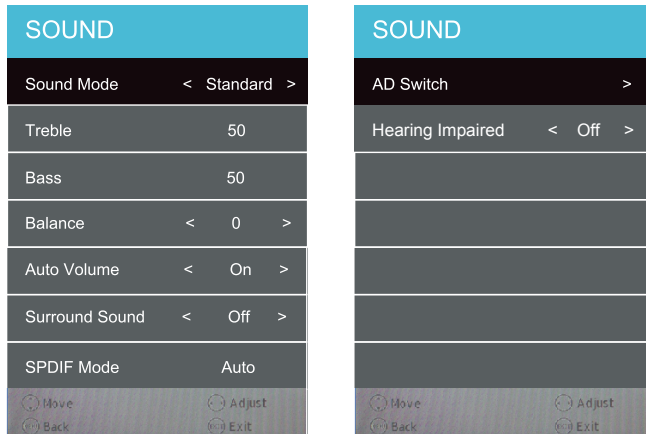 SOUND
Sound Mode < Standard >
Treble 50
Bass 50
Balance < 0 >
Auto Volume < On >
Surround Sound < Off >
SPDIF Mode Auto
Move Adjust
Back Exit
SOUND
AD Switch >
Hearing Impaired < Off >
Move Adjust
Back Exit